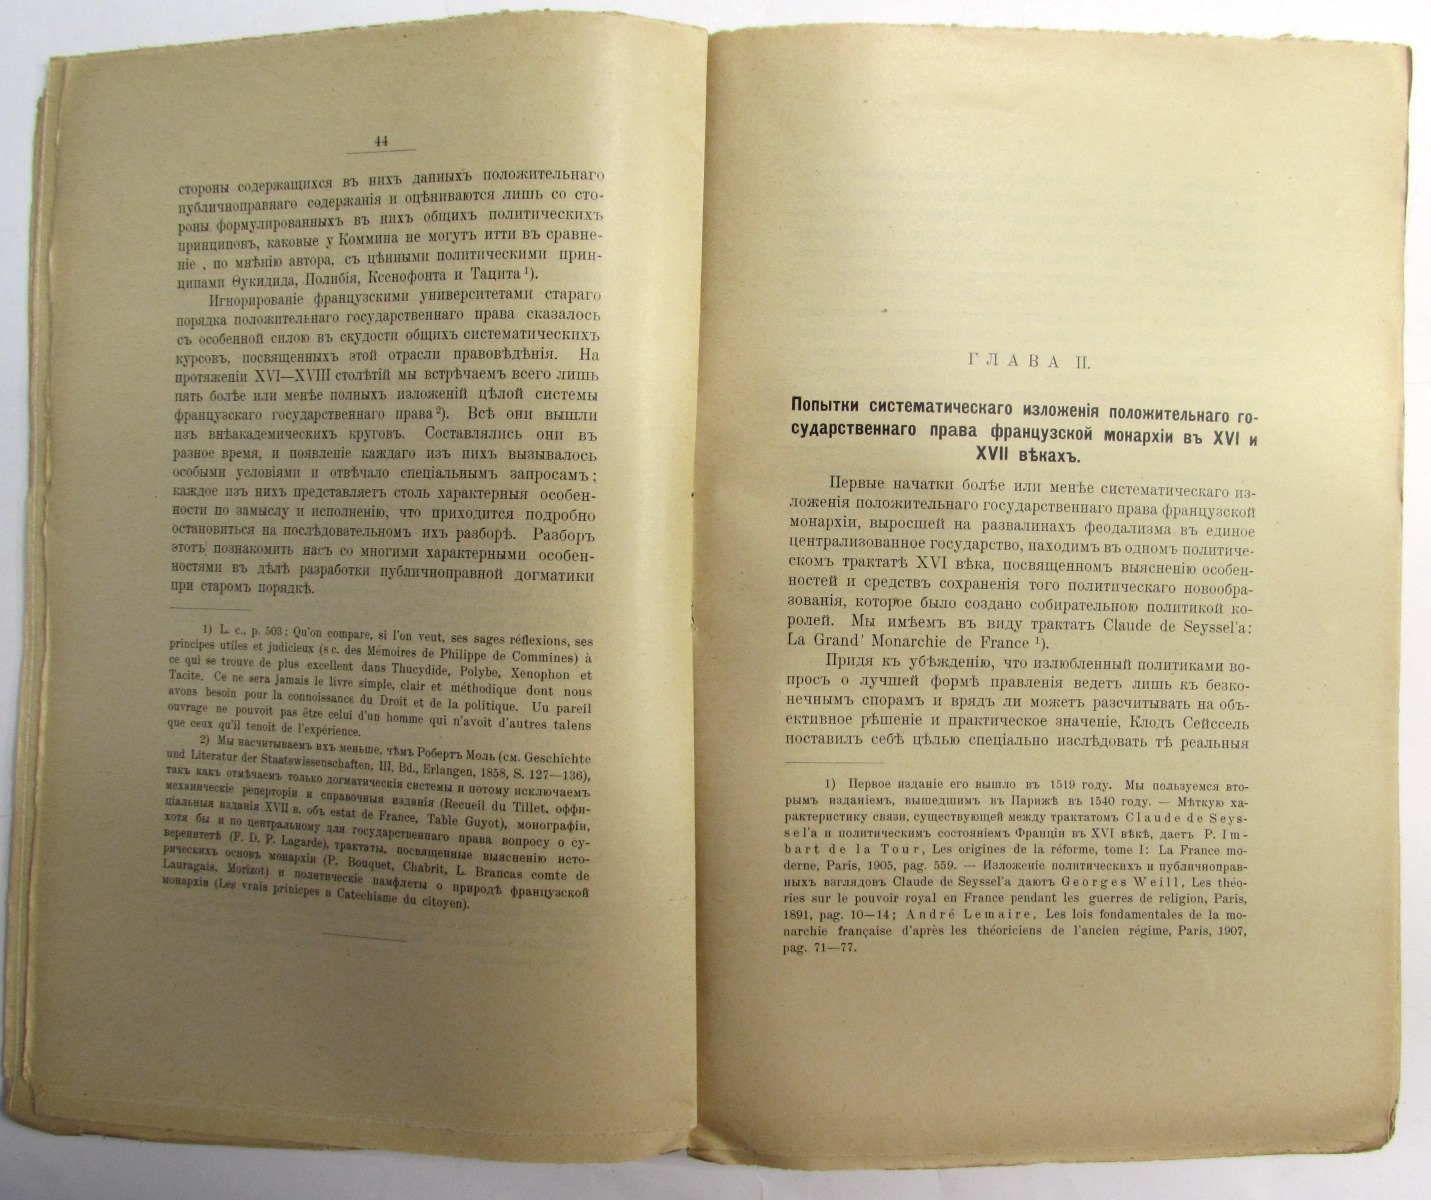 44
стороны содержащихся въ нихъ данныхъ положительнаго
публичноправнаго содержанія и оцѣниваются лишь со сто-
роны формулированныхъ въ нихъ общихъ политическихъ
принциповъ, каковые у Коммина не могутъ итти въ сравне-
ніе , по мнѣнію автора, съ цѣнными политическими прин-
ципами Ѳукидида, Полибія, Ксенофонта и Тацита¹).
Игнорированіе французскими университетами стараго
порядка положительнаго государственнаго права сказалось
съ особенной силою въ скудости общихъ систематическихъ
курсовъ, посвященныхъ этой отрасли правовѣдѣнія. На
протяженіи XVI—XVIII столѣтій мы встрѣчаемъ всего лишь
пять болѣе или менѣе полныхъ изложеній цѣлой системы
французскаго государственнаго права²). Всѣ они вышли
изъ внѣакадемическихъ круговъ. Составлялись они въ
разное время, и появленіе каждаго изъ нихъ вызывалось
особыми условіями и отвѣчало спеціальнымъ запросамъ;
каждое изъ нихъ представляетъ столь характерныя особен-
ности по замыслу и исполненію, что приходится подробно
остановиться на послѣдовательномъ ихъ разборѣ. Разборъ
этотъ познакомить насъ со многими характерными особен-
ностями въ дѣлѣ разработки публичноправной догматики
при старомъ порядкѣ.
1) L. c., p. 503: Qu'on compare, si l'on veut, ses sages réflexions, ses
principes utiles et judicieux (sc. des Mémoires de Philippe de Commines) à
ce qui se trouve de plus excellent dans Thucydide, Polybe, Xenophon et
Tacite. Ce ne sera jamais le livre simple, clair et méthodique dont nous
avons besoin pour la connoissance du Droit et de la politique. Uu pareil
ouvrage ne pouvoit pas être celui d'un homme qui n'avoit d'autres talens
que ceux qu'il tenoit de l'expérience.
2) Мы насчитываемъ ихъ меньше, чѣмъ Робертъ Моль (см. Geschichte
und Literatur der Staatswissenschaften, III. Bd., Erlangen, 1858, S. 127—136),
такъ какъ отмѣчаемъ только догматическія системы и потому исключаемъ
механическіе реперторіи и справочныя изданія (Recueil du Tillet, оффи-
ціальныя изданія XVII в. объ estat de France, Table Guyot), монографіи,
хотя бы и по центральному для государственнаго права вопросу о су-
веренитетѣ (F. D. P. Lagarde), трактаты, посвященные выясненію исто-
рическихъ основъ монархіи (P. Bouquet, Chabrit, L. Brancas comte de
Lauragais, Morizot) и политическіе памфлеты о природѣ французской
монархіи (Les vrais prinicpes и Catechisme du citoyen).
ГЛАВА II.
Попытки систематическаго изложенія положительнаго го-
сударственнаго права французской монархіи въ XVI и
XVII вѣкахъ.
Первые начатки болѣе или менѣе систематическаго из-
ложенія положительнаго государственнаго права французской
монархіи, выросшей на развалинахъ феодализма въ единое
централизованное государство, находимъ въ одномъ политиче-
скомъ трактатѣ XVI вѣка, посвященномъ выясненію особен-
ностей и средствъ сохраненія того политическаго новообра-
зованія, которое было создано собирательною политикой ко-
ролей. Мы имѣемъ въ виду трактатъ Claude de Seyssel'a:
La Grand' Monarchie de France ¹).
Придя къ убѣжденію, что излюбленный политиками во-
просъ о лучшей формѣ правленія ведетъ лишь къ безко-
нечнымъ спорамъ и врядъ ли можетъ разсчитывать на объ-
ективное рѣшеніе и практическое значеніе, Клодъ Сейссель
поставилъ себѣ цѣлью спеціально изслѣдовать тѣ реальныя
1) Первое изданіе его вышло въ 1519 году. Мы пользуемся вто-
рымъ изданіемъ, вышедшимъ въ Парижѣ въ 1540 году. — Мѣткую ха-
рактеристику связи, существующей между трактатомъ Claude de Seys-
sel'a и политическимъ состояніемъ Франціи въ XVI вѣкѣ, даетъ P. Im-
bart de la Tour, Les origines de la réforme, tome I: La France mo-
derne, Paris, 1905, pag. 559. — Изложеніе политическихъ и публичноправ-
ныхъ взглядовъ Claude de Seyssel'a даютъ Georges Weill, Les théo-
ries sur le pouvoir royal en France pendant les guerres de religion, Paris,
1891, pag. 10—14; André Lemaire, Les lois fondamentales de la mo-
narchie française d'après les théoriciens de l'ancien régime, Paris, 1907,
pag. 71—77.